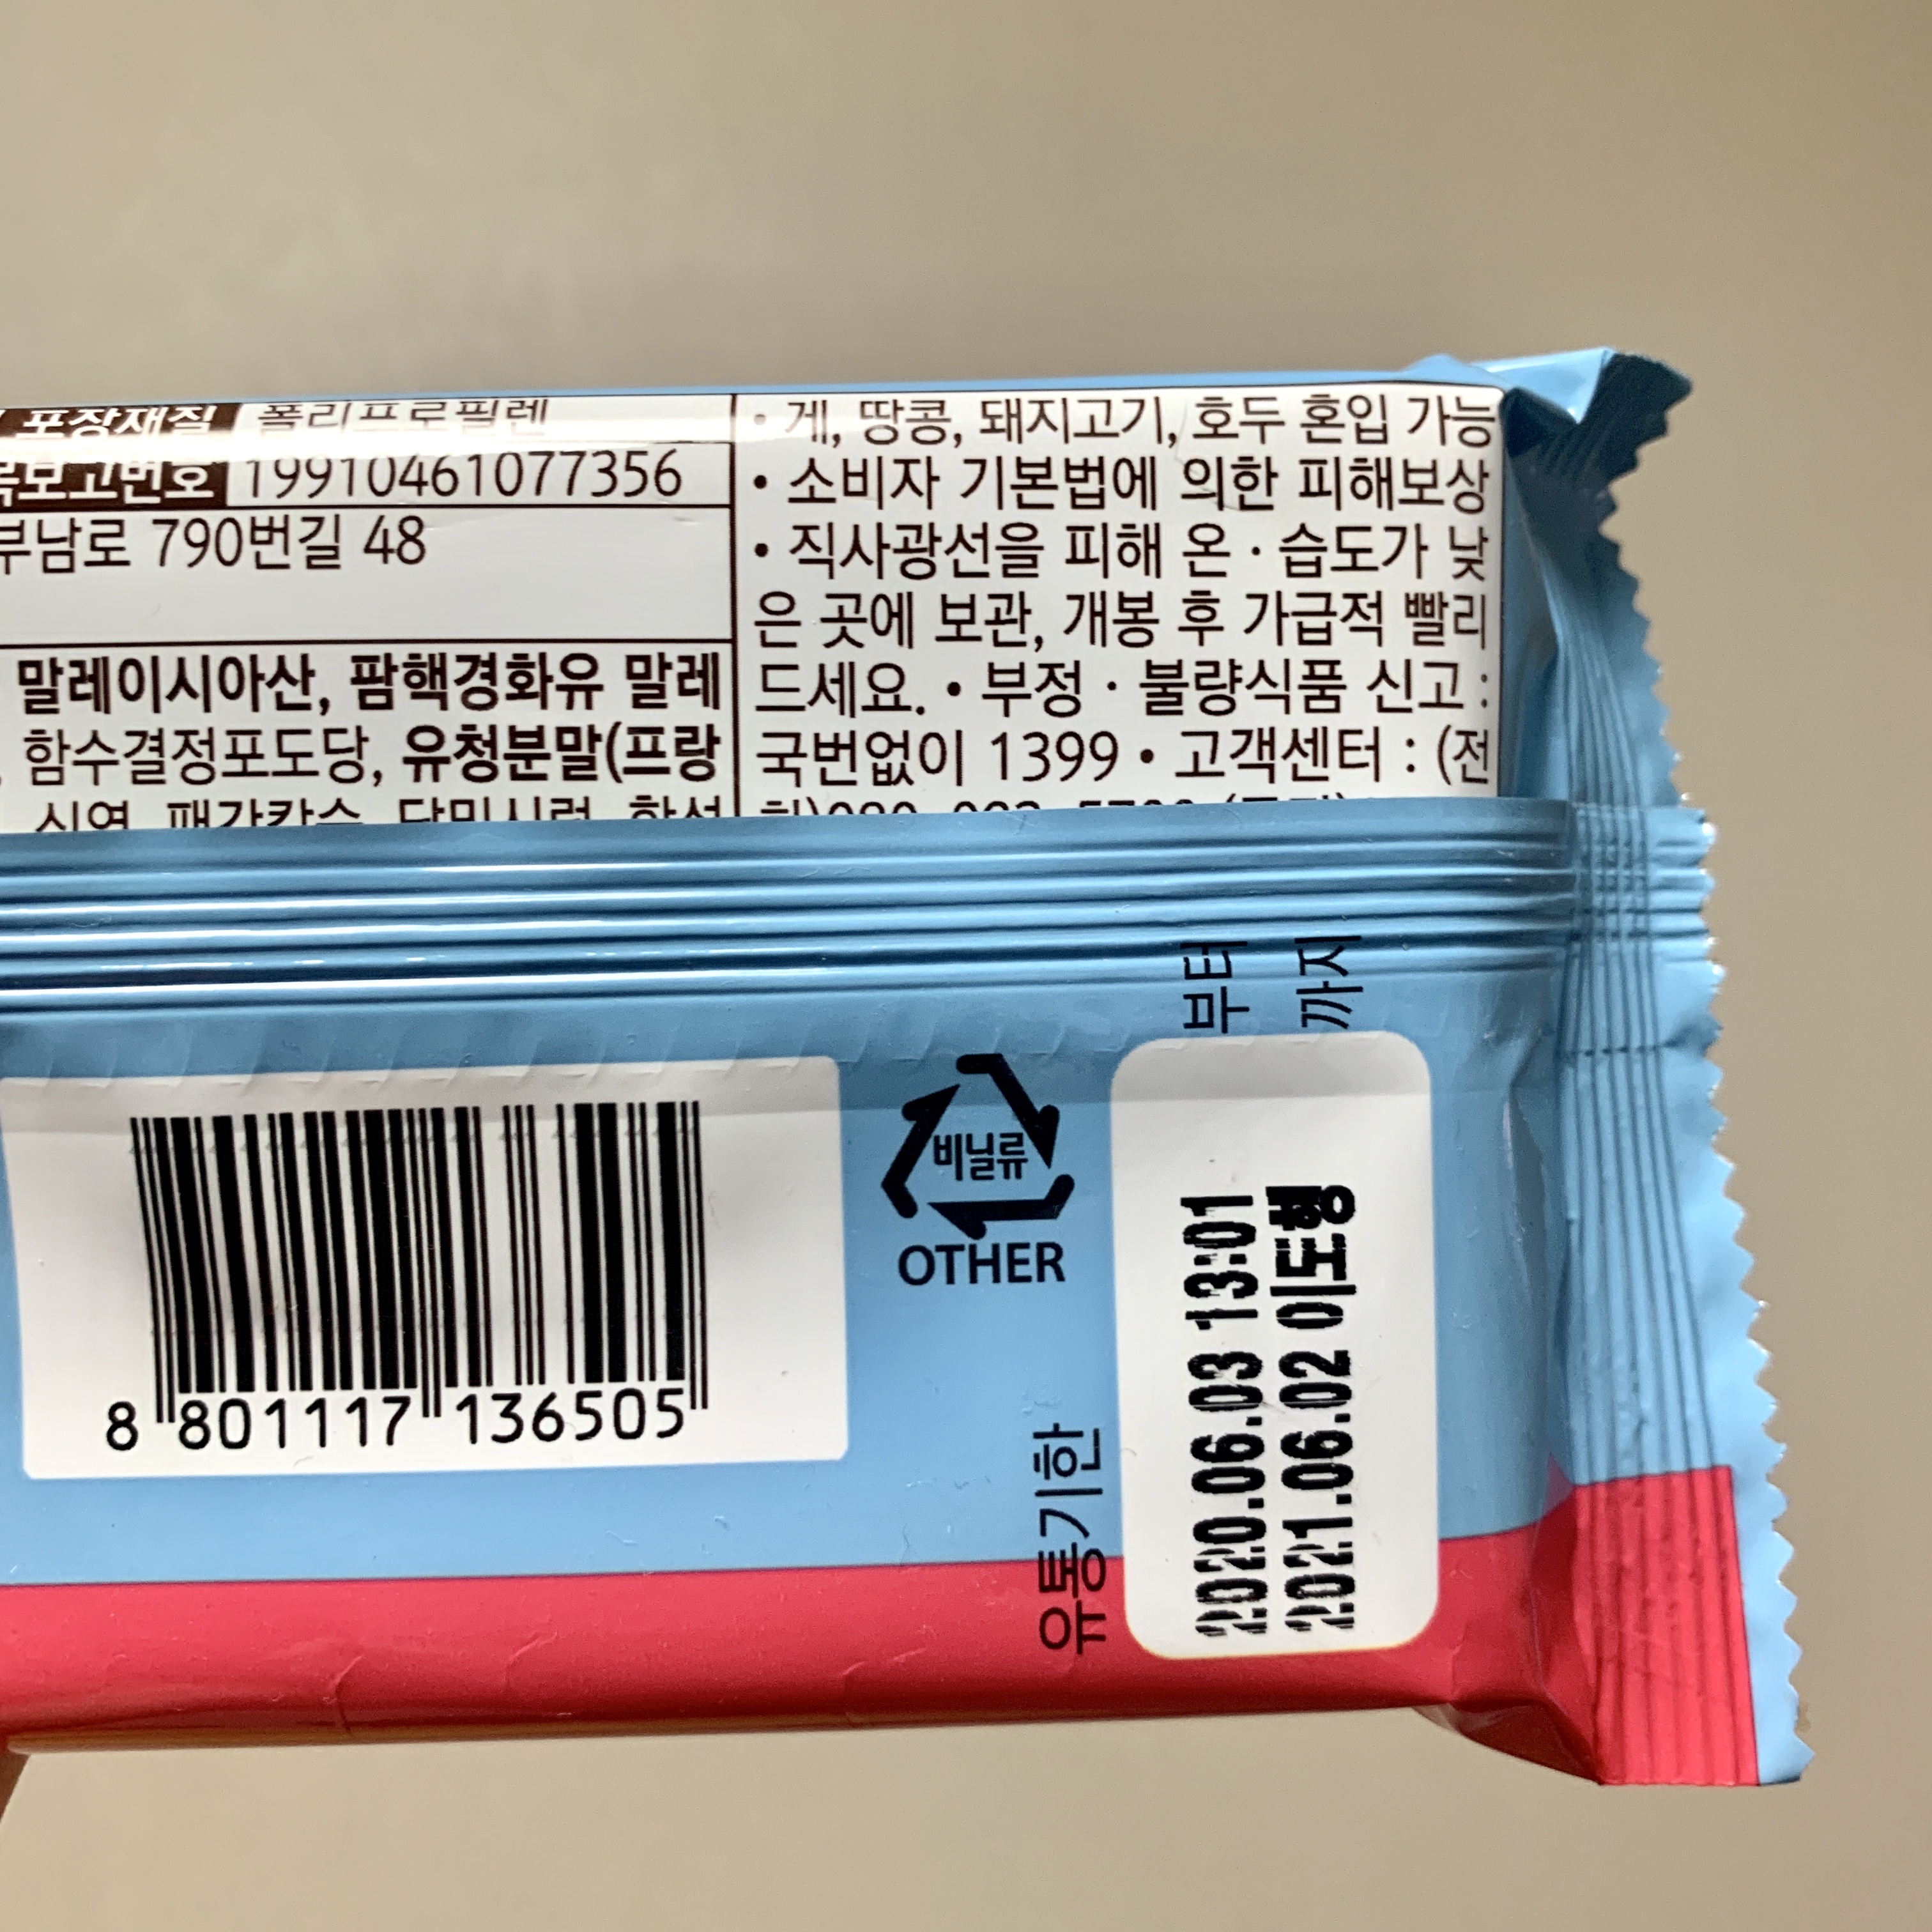 포장재질 폴리프로필렌
목보고번호 19910461077356
부남로 790번길 48
말레이시아산, 팜핵경화유 말레
함수결정포도당, 유청분말(프랑
• 게, 땅콩, 돼지고기, 호두 혼입 가능
• 소비자 기본법에 의한 피해보상
• 직사광선을 피해 온 · 습도가 낮
은 곳에 보관, 개봉 후 가급적 빨리
드세요. • 부정 · 불량식품 신고 :
국번없이 1399 • 고객센터 : (전
8 801117 136505
비닐류
OTHER
유통기한
2020.06.03 13:01 부터
2021.06.02 이도형 까지